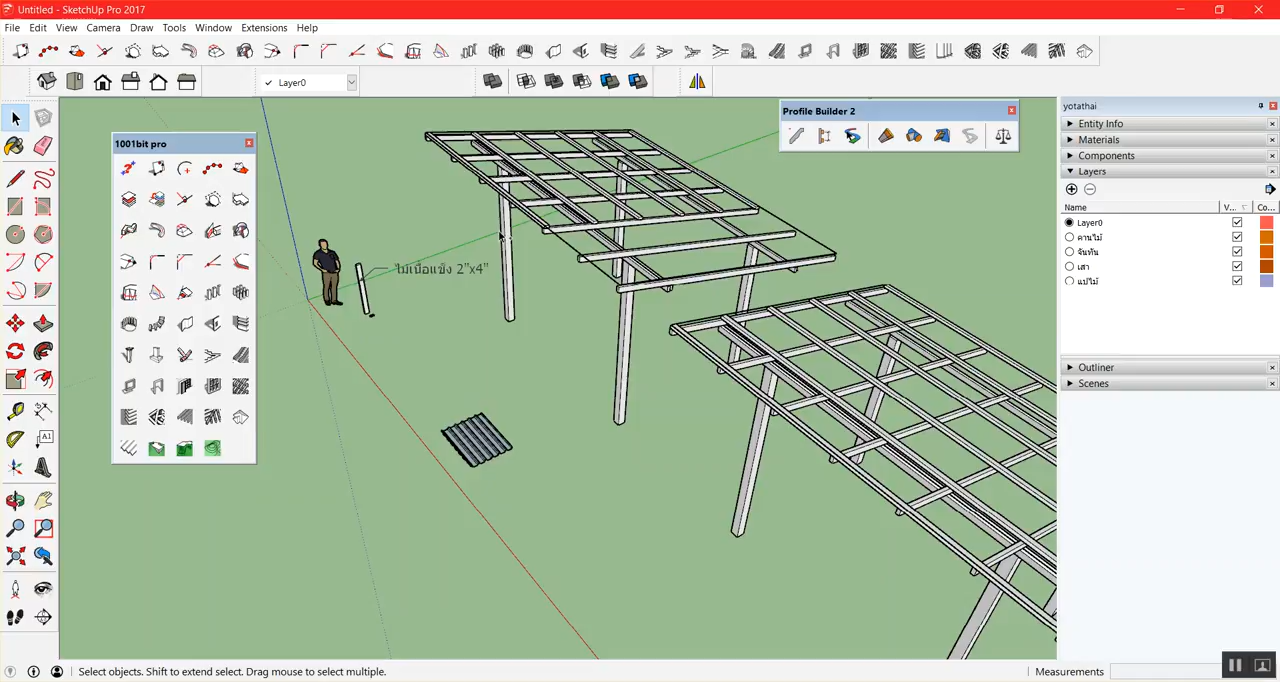 Untitled - SketchUp Pro 2017
File Edit View Camera Draw Tools Window Extensions Help
Layer0
Profile Builder 2
1001bit pro
ไม้เนื้อแข็ง 2"x4"
A1
yotathai
Entity Info
Materials
Components
Layers
Name V... Co...
Layer0
คานไม้
จันทัน
เสา
แปไม้
Outliner
Scenes
Select objects. Shift to extend select. Drag mouse to select multiple.
Measurements